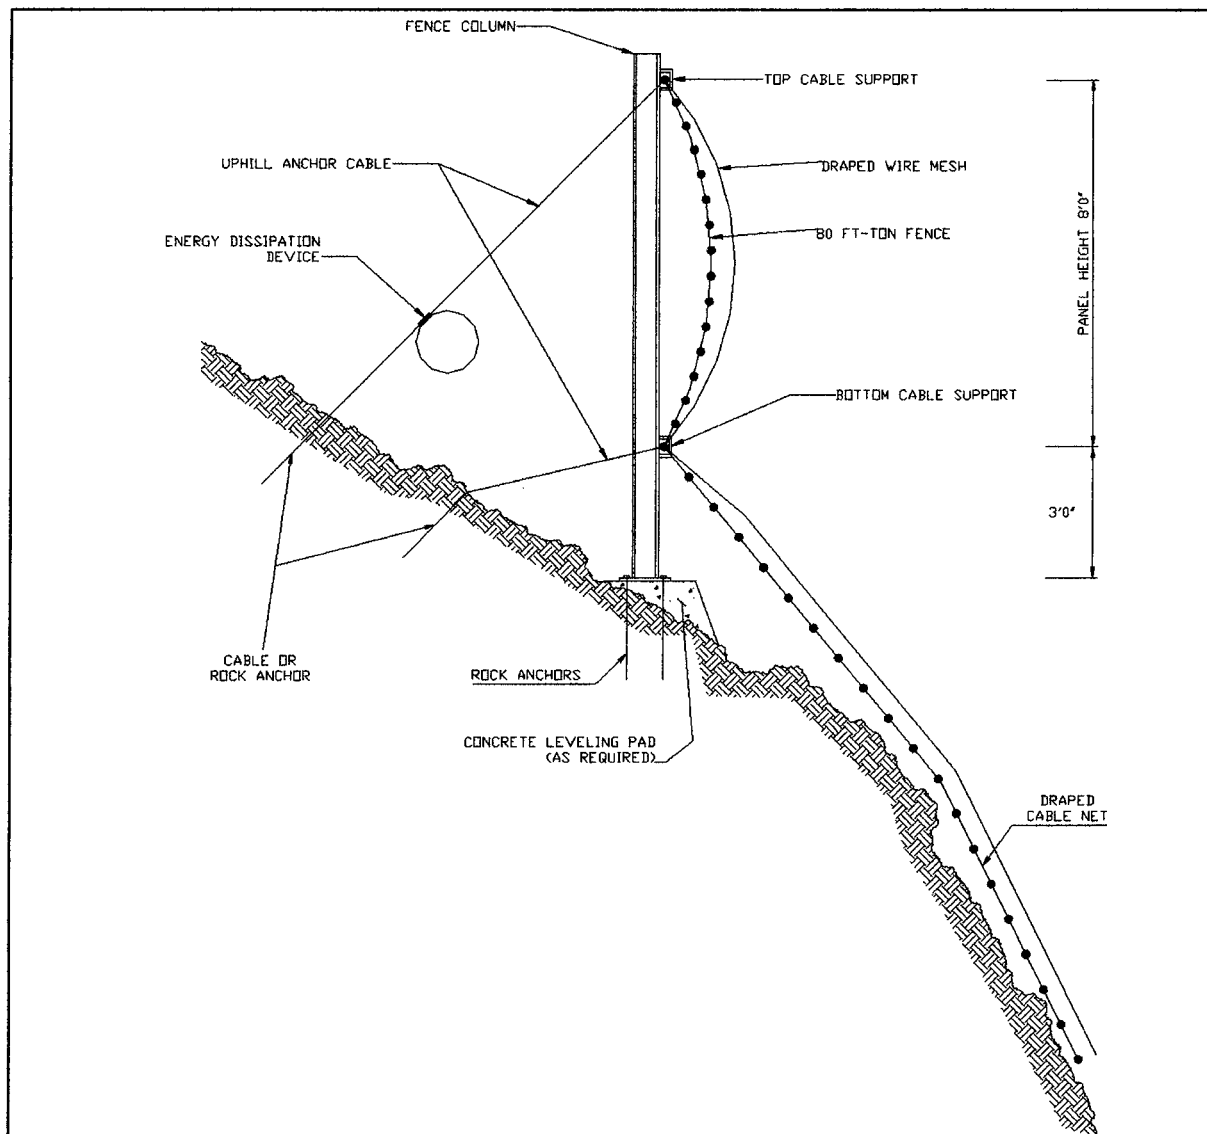 FENCE COLUMN
TOP CABLE SUPPORT
UPHILL ANCHOR CABLE
DRAPED WIRE MESH
80 FT-TON FENCE
ENERGY DISSIPATION
DEVICE
PANEL HEIGHT 8'0"
BOTTOM CABLE SUPPORT
3'0"
CABLE OR
ROCK ANCHOR
ROCK ANCHORS
CONCRETE LEVELING PAD
(AS REQUIRED)
DRAPED
CABLE NET